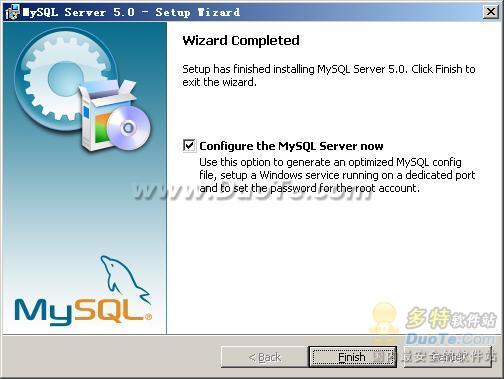 MySQL Server 5.0 - Setup Wizard
Wizard Completed
Setup has finished installing MySQL Server 5.0. Click Finish to
exit the wizard.
Configure the MySQL Server now
Use this option to generate an optimized MySQL config
file, setup a Windows service running on a dedicated port
and to set the password for the root account.
www.DuoTe.com
MySQL®
多特软件站
DuoTe.Com
< Back
Finish
Cancel
国内最安全的软件站